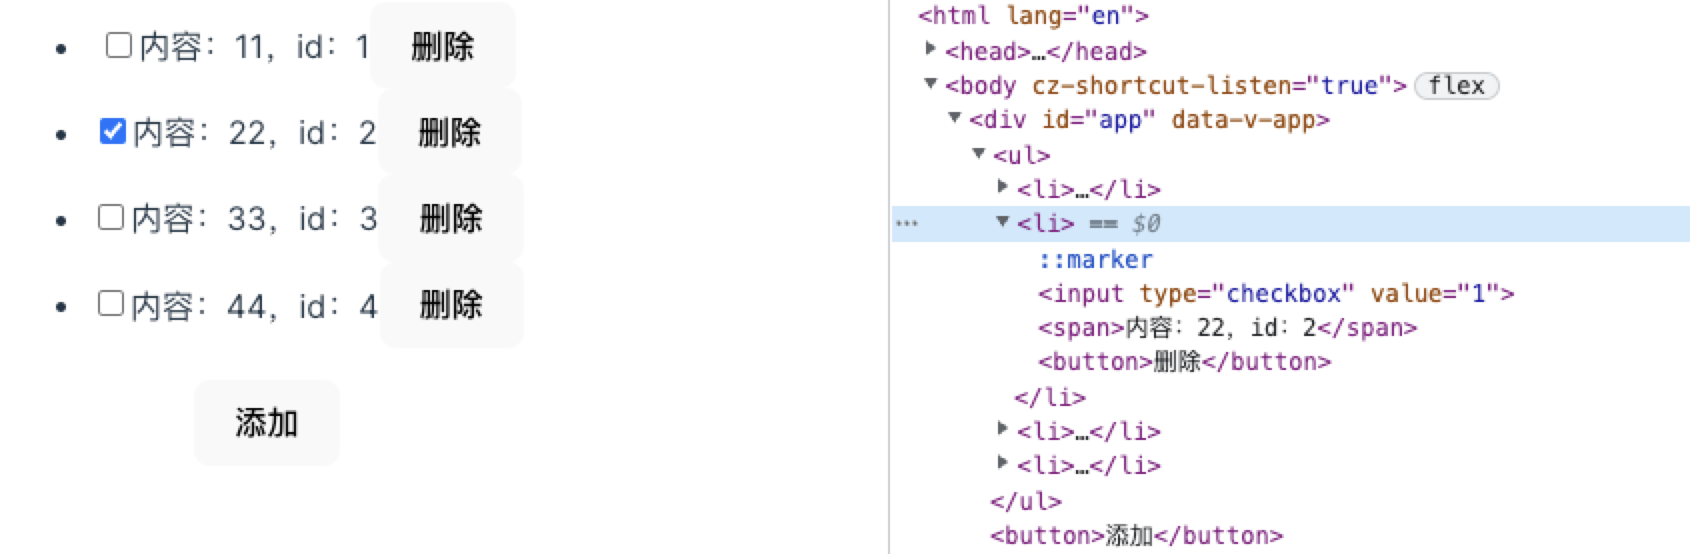 内容：11，id：1 删除
内容：22，id：2 删除
内容：33，id：3 删除
内容：44，id：4 删除
添加
<html lang="en">
<head>…</head>
<body cz-shortcut-listen="true"> flex
<div id="app" data-v-app>
<ul>
<li>…</li>
<li> == $0
::marker
<input type="checkbox" value="1">
<span>内容：22，id：2</span>
<button>删除</button>
</li>
<li>…</li>
<li>…</li>
</ul>
<button>添加</button>